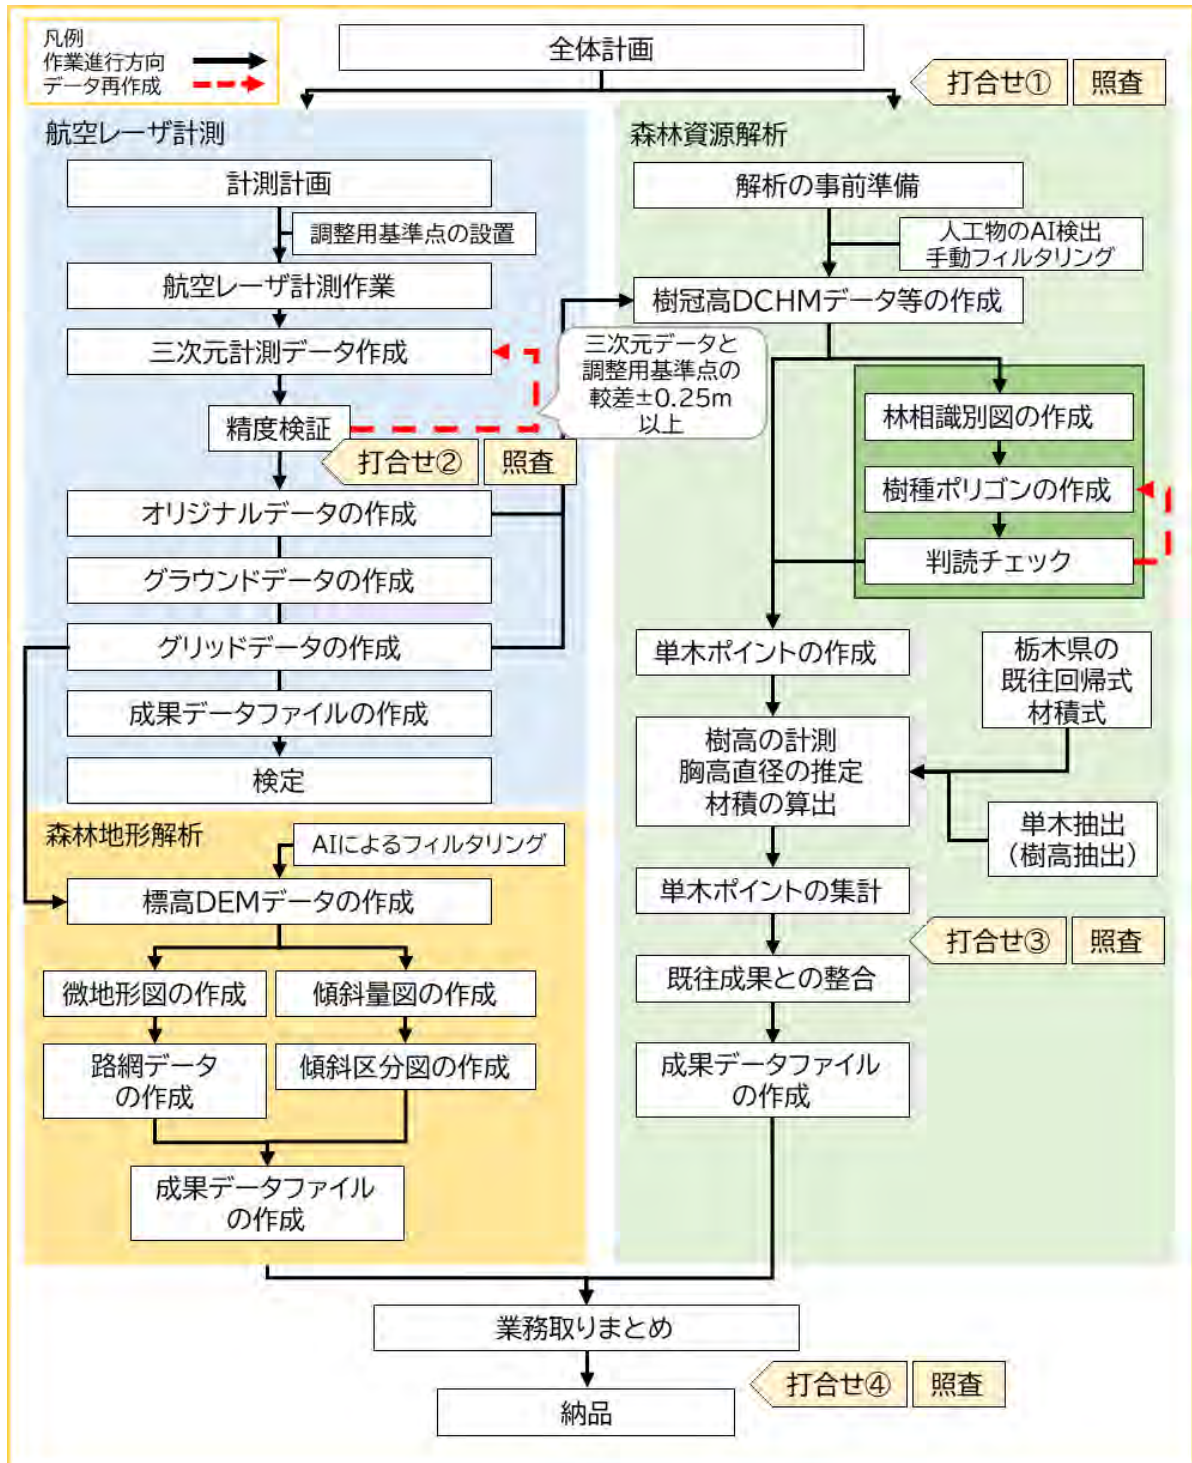 凡例
作業進行方向
データ再作成
全体計画
打合せ①
照査
航空レーザ計測
計測計画
調整用基準点の設置
航空レーザ計測作業
三次元計測データ作成
精度検証
三次元データと
調整用基準点の
較差±0.25m
以上
打合せ②
照査
オリジナルデータの作成
グラウンドデータの作成
グリッドデータの作成
成果データファイルの作成
検定
森林地形解析
AIによるフィルタリング
標高DEMデータの作成
微地形図の作成
傾斜量図の作成
路網データ
の作成
傾斜区分図の作成
成果データファイル
の作成
森林資源解析
解析の事前準備
人工物のAI検出
手動フィルタリング
樹冠高DCHMデータ等の作成
林相識別図の作成
樹種ポリゴンの作成
判読チェック
単木ポイントの作成
栃木県の
既往回帰式
材積式
樹高の計測
胸高直径の推定
材積の算出
単木抽出
（樹高抽出）
単木ポイントの集計
打合せ③
照査
既往成果との整合
成果データファイル
の作成
業務取りまとめ
打合せ④
照査
納品